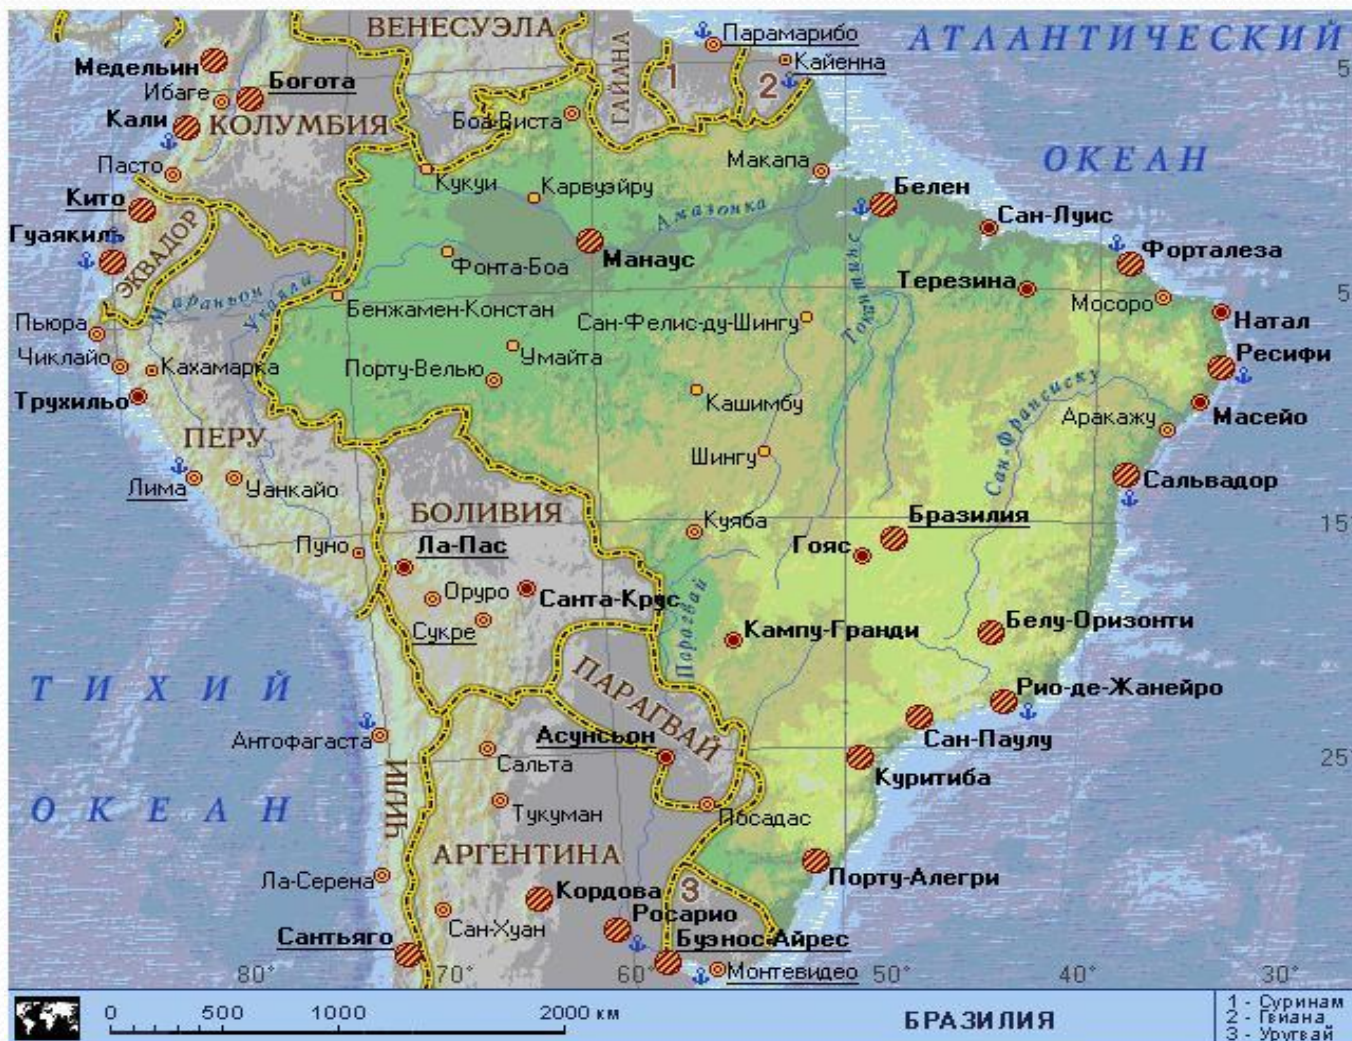 ВЕНЕСУЭЛА
Парамарибо
АТЛАНТИЧЕСКИЙ
Медельин
Богота
ГАЙАНА
1
2
Кайенна
5
Ибаге
Кали
КОЛУМБИЯ
Боа-Виста
ОКЕАН
Пасто
Кукуи
Карвуэйру
Макапа
Амазонка
Белен
Кито
Сан-Луис
Гуаякиль
ЭКВАДОР
Манаус
Форталеза
Фонта-Боа
Токантинс
Терезина
5
Мараньон
Укаяли
Бенжамен-Констан
Сан-Фелис-ду-Шингу
Мосоро
Натал
Пьюра
Чиклайо
Кахамарка
Порту-Велью
Умайта
Ресифи
Трухильо
Кашимбу
Сан-Франсиску
Аракажу
Масейо
ПЕРУ
Шингу
Лима
Уанкайо
Сальвадор
БОЛИВИЯ
Куяба
Бразилия
15°
Пуно
Ла-Пас
Гояс
Оруро
Санта-Крус
Сукре
Парагвай
Кампу-Гранди
Белу-Оризонти
ТИХИЙ
ПАРАГВАЙ
Рио-де-Жанейро
Антофагаста
Асунсьон
Сан-Паулу
Сальта
Куритиба
25°
ОКЕАН
ЧИЛИ
Тукуман
Посадас
АРГЕНТИНА
Ла-Серена
Кордова
3
Порту-Алегри
Сан-Хуан
Росарио
Сантьяго
Буэнос-Айрес
80°
70°
60°
Монтевидео
50°
40°
30°
0 500 1000 2000 км
БРАЗИЛИЯ
1 - Суринам
2 - Гвиана
3 - Уругвай